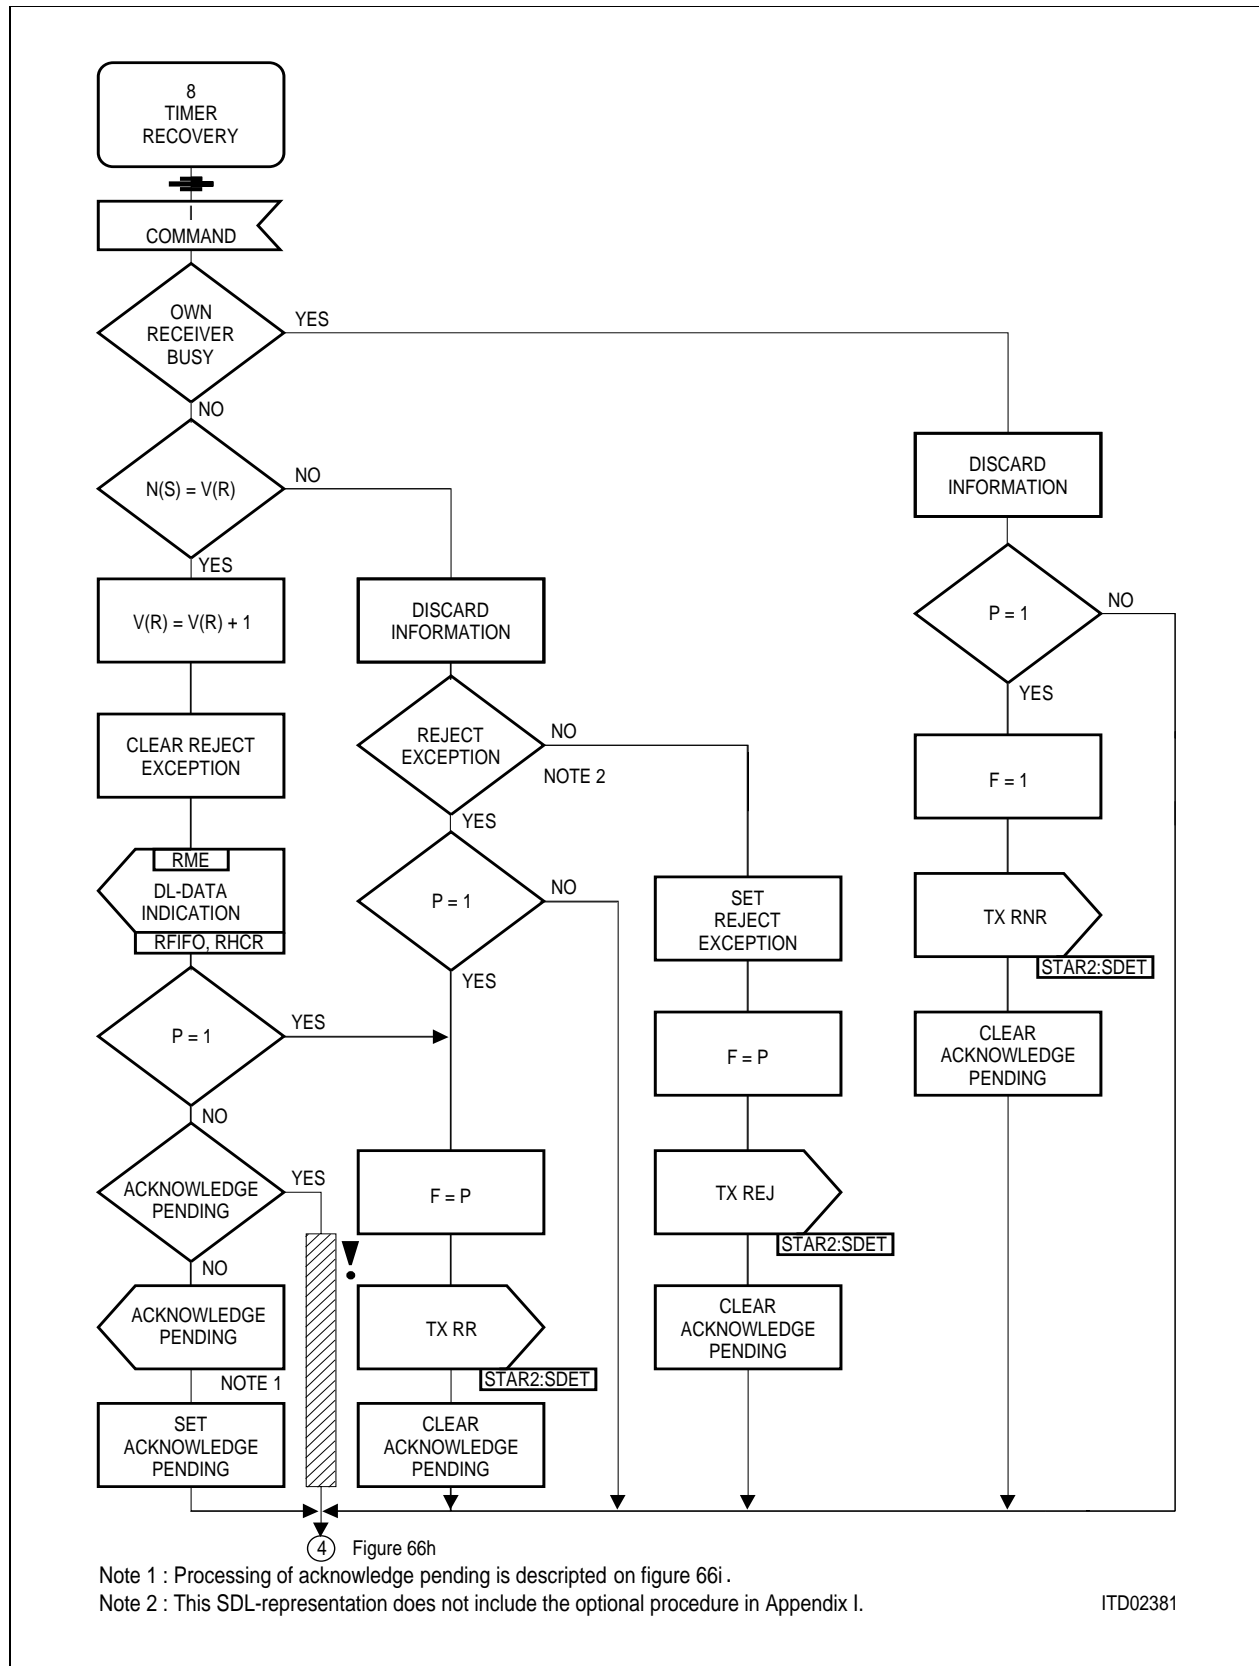 8
TIMER
RECOVERY
I
COMMAND
OWN
RECEIVER
BUSY
YES
NO
N(S) = V(R)
NO
YES
DISCARD
INFORMATION
P = 1
NO
YES
V(R) = V(R) + 1
DISCARD
INFORMATION
CLEAR REJECT
EXCEPTION
REJECT
EXCEPTION
NO
NOTE 2
YES
F = 1
RME
DL-DATA
INDICATION
RFIFO, RHCR
P = 1
NO
YES
SET
REJECT
EXCEPTION
TX RNR
STAR2:SDET
P = 1
YES
NO
F = P
CLEAR
ACKNOWLEDGE
PENDING
ACKNOWLEDGE
PENDING
YES
NO
F = P
TX REJ
STAR2:SDET
!
ACKNOWLEDGE
PENDING
NOTE 1
TX RR
STAR2:SDET
CLEAR
ACKNOWLEDGE
PENDING
SET
ACKNOWLEDGE
PENDING
CLEAR
ACKNOWLEDGE
PENDING
4 Figure 66h
Note 1 : Processing of acknowledge pending is descripted on figure 66i .
Note 2 : This SDL-representation does not include the optional procedure in Appendix I.
ITD02381